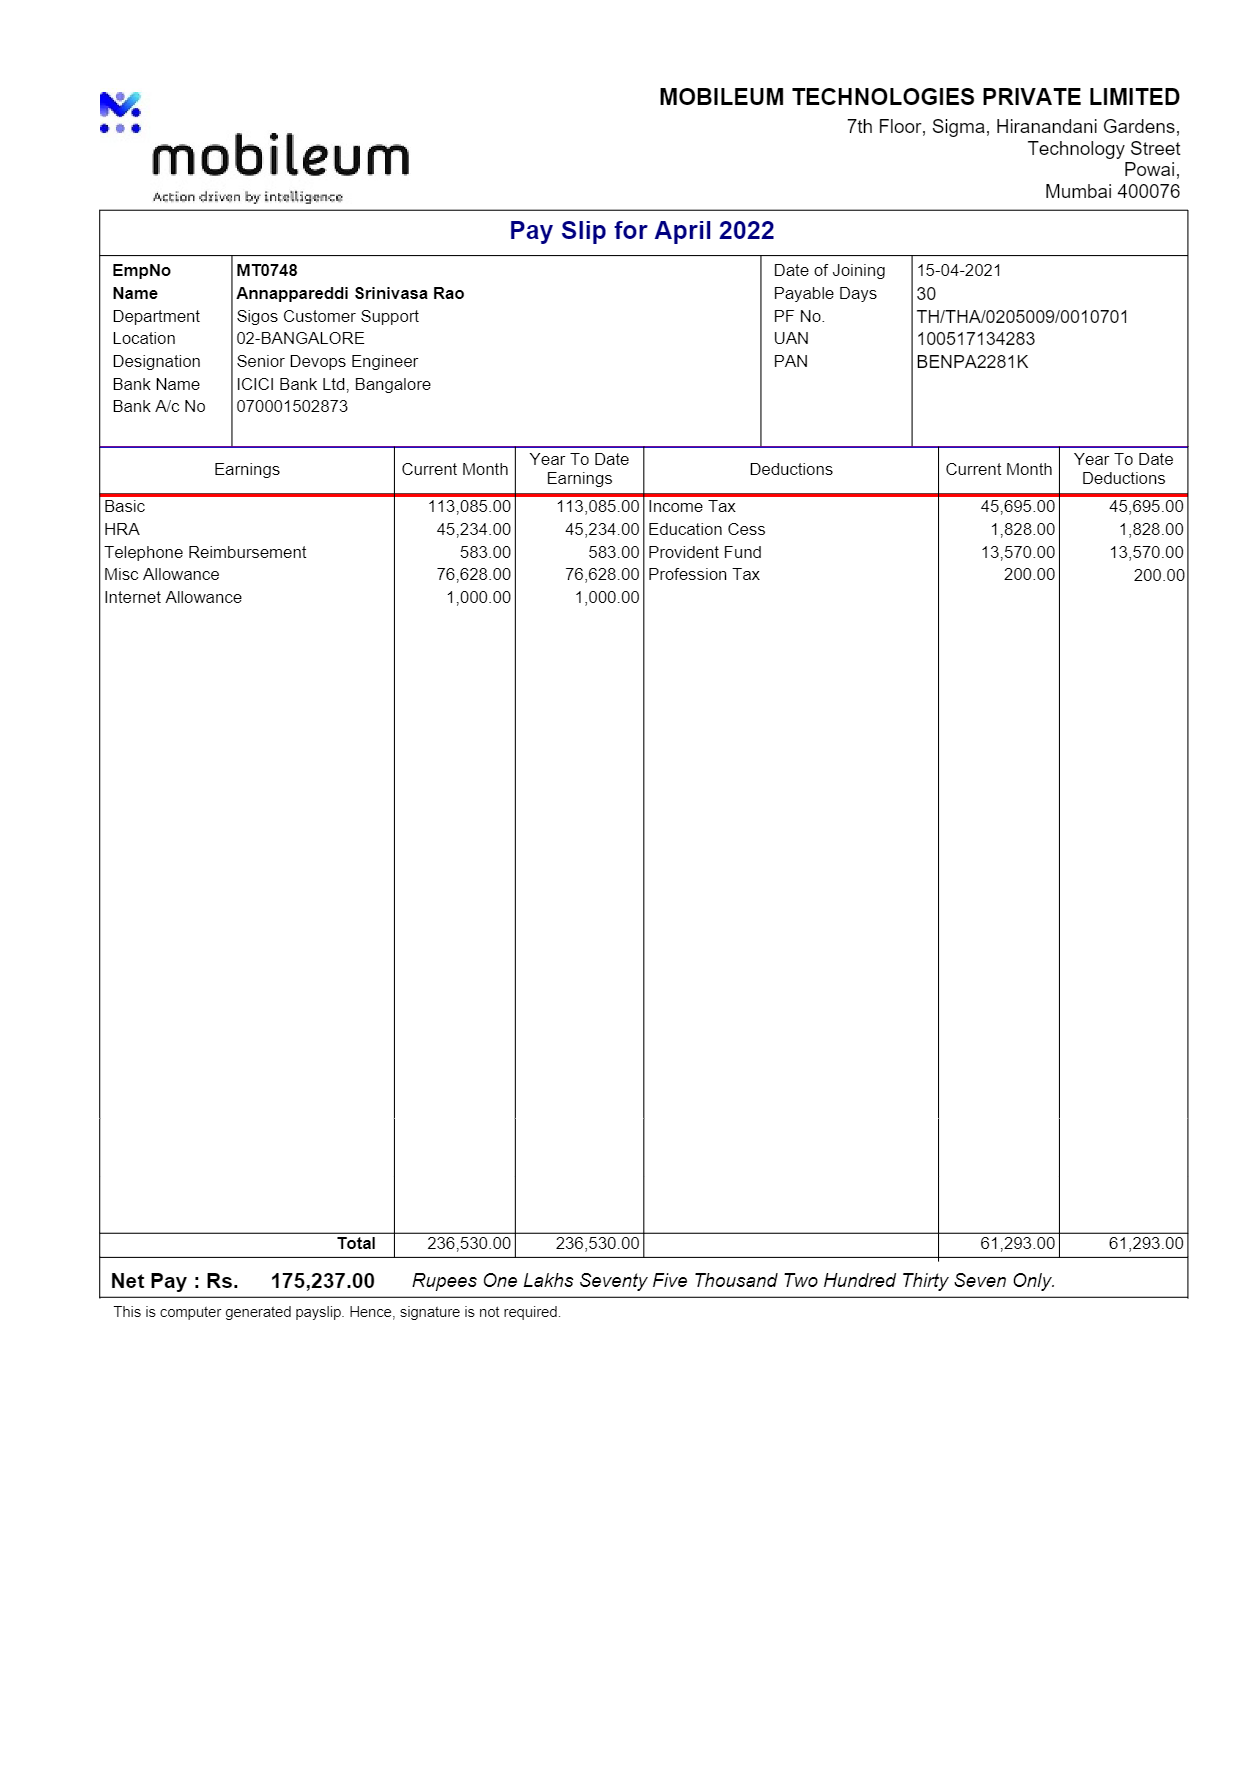 mobileum
Action driven by intelligence
MOBILEUM TECHNOLOGIES PRIVATE LIMITED
7th Floor, Sigma, Hiranandani Gardens,
Technology Street
Powai,
Mumbai 400076
Pay Slip for April 2022
EmpNo MT0748 Date of Joining 15-04-2021
Name Annappareddi Srinivasa Rao Payable Days 30
Department Sigos Customer Support PF No. TH/THA/0205009/0010701
Location 02-BANGALORE UAN 100517134283
Designation Senior Devops Engineer PAN BENPA2281K
Bank Name ICICI Bank Ltd, Bangalore
Bank A/c No 070001502873
Earnings Current Month Year To Date Earnings Deductions Current Month Year To Date Deductions
Basic 113,085.00 113,085.00 Income Tax 45,695.00 45,695.00
HRA 45,234.00 45,234.00 Education Cess 1,828.00 1,828.00
Telephone Reimbursement 583.00 583.00 Provident Fund 13,570.00 13,570.00
Misc Allowance 76,628.00 76,628.00 Profession Tax 200.00 200.00
Internet Allowance 1,000.00 1,000.00
Total 236,530.00 236,530.00 61,293.00 61,293.00
Net Pay : Rs. 175,237.00 Rupees One Lakhs Seventy Five Thousand Two Hundred Thirty Seven Only.
This is computer generated payslip. Hence, signature is not required.